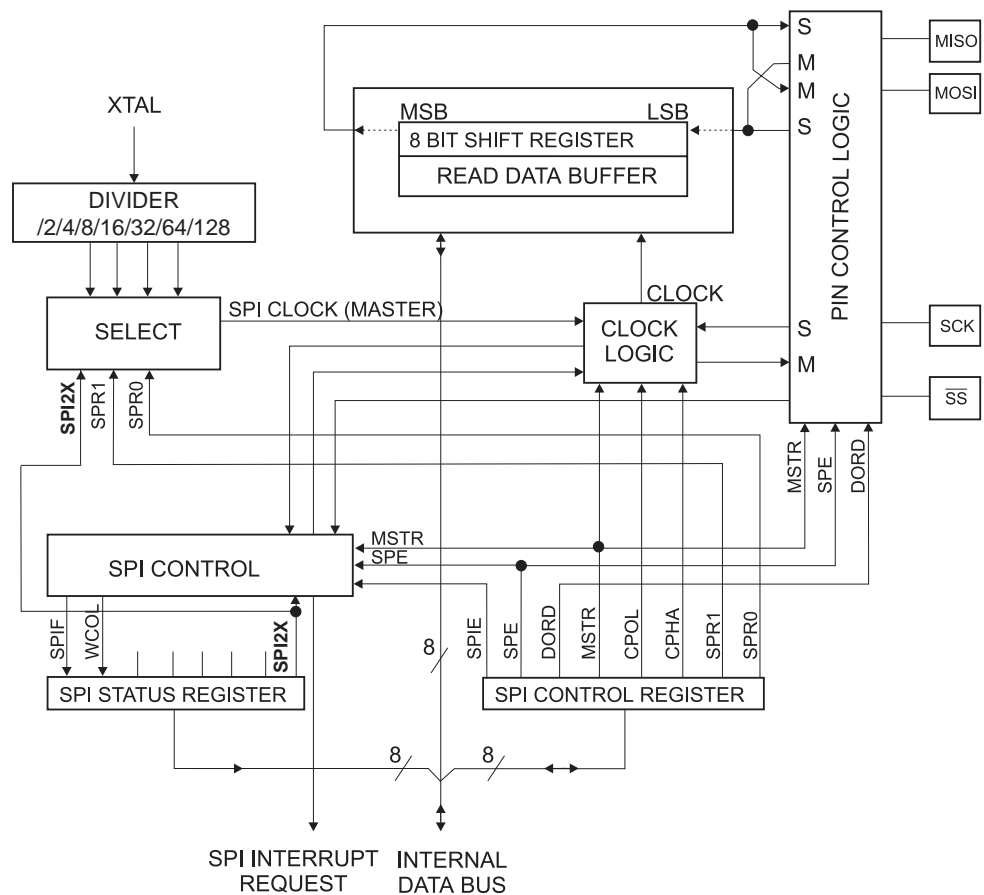 S
MISO
M
MOSI
M
S
XTAL
MSB
LSB
8 BIT SHIFT REGISTER
READ DATA BUFFER
DIVIDER
/2/4/8/16/32/64/128
PIN CONTROL LOGIC
SPI CLOCK (MASTER)
CLOCK
SELECT
CLOCK
LOGIC
S
SCK
M
SS
SPI2X
SPR1
SPR0
MSTR
SPE
DORD
MSTR
SPE
SPI CONTROL
SPIF
WCOL
SPI2X
8
SPIE
SPE
DORD
MSTR
CPOL
CPHA
SPR1
SPR0
SPI STATUS REGISTER
SPI CONTROL REGISTER
8
8
SPI INTERRUPT
REQUEST
INTERNAL
DATA BUS